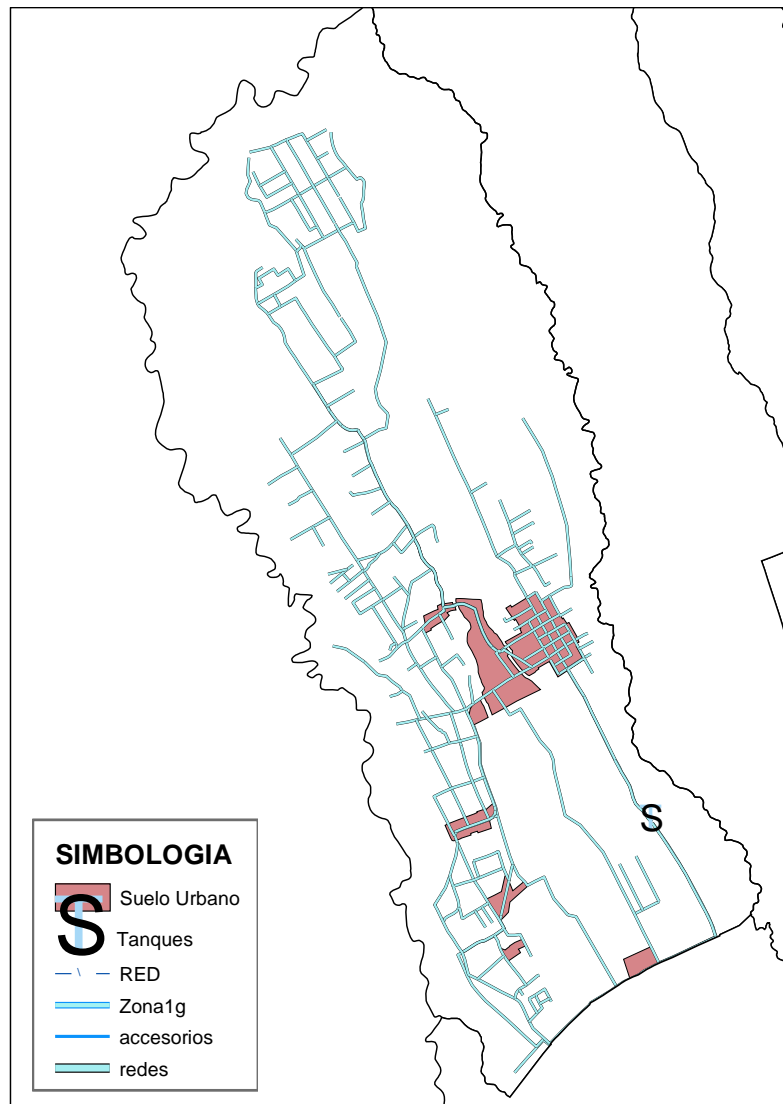 S
SIMBOLOGIA
Suelo Urbano
S
Tanques
RED
Zona1g
accesorios
redes